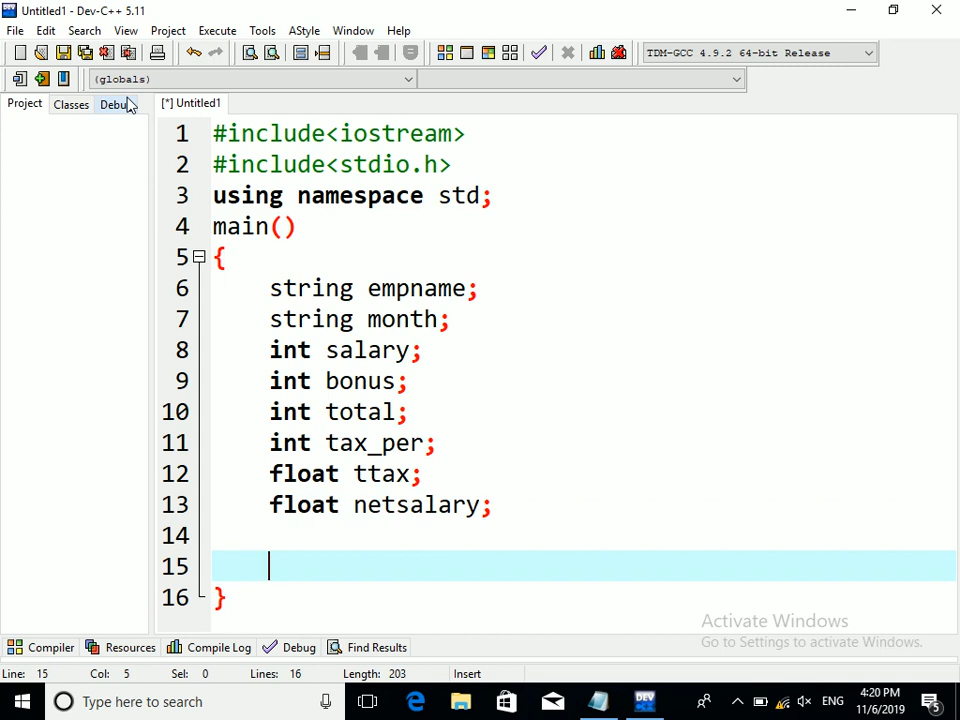 Untitled1 - Dev-C++ 5.11
File Edit Search View Project Execute Tools AStyle Window Help
TDM-GCC 4.9.2 64-bit Release
(globals)
Project Classes Debug [*] Untitled1
1 #include<iostream>
2 #include<stdio.h>
3 using namespace std;
4 main()
5 {
6 string empname;
7 string month;
8 int salary;
9 int bonus;
10 int total;
11 int tax_per;
12 float ttax;
13 float netsalary;
14
15
16 }
Activate Windows
Go to Settings to activate Windows.
Compiler Resources Compile Log Debug Find Results
Line: 15 Col: 5 Sel: 0 Lines: 16 Length: 203 Insert
Type here to search
ENG
4:20 PM
11/6/2019
5